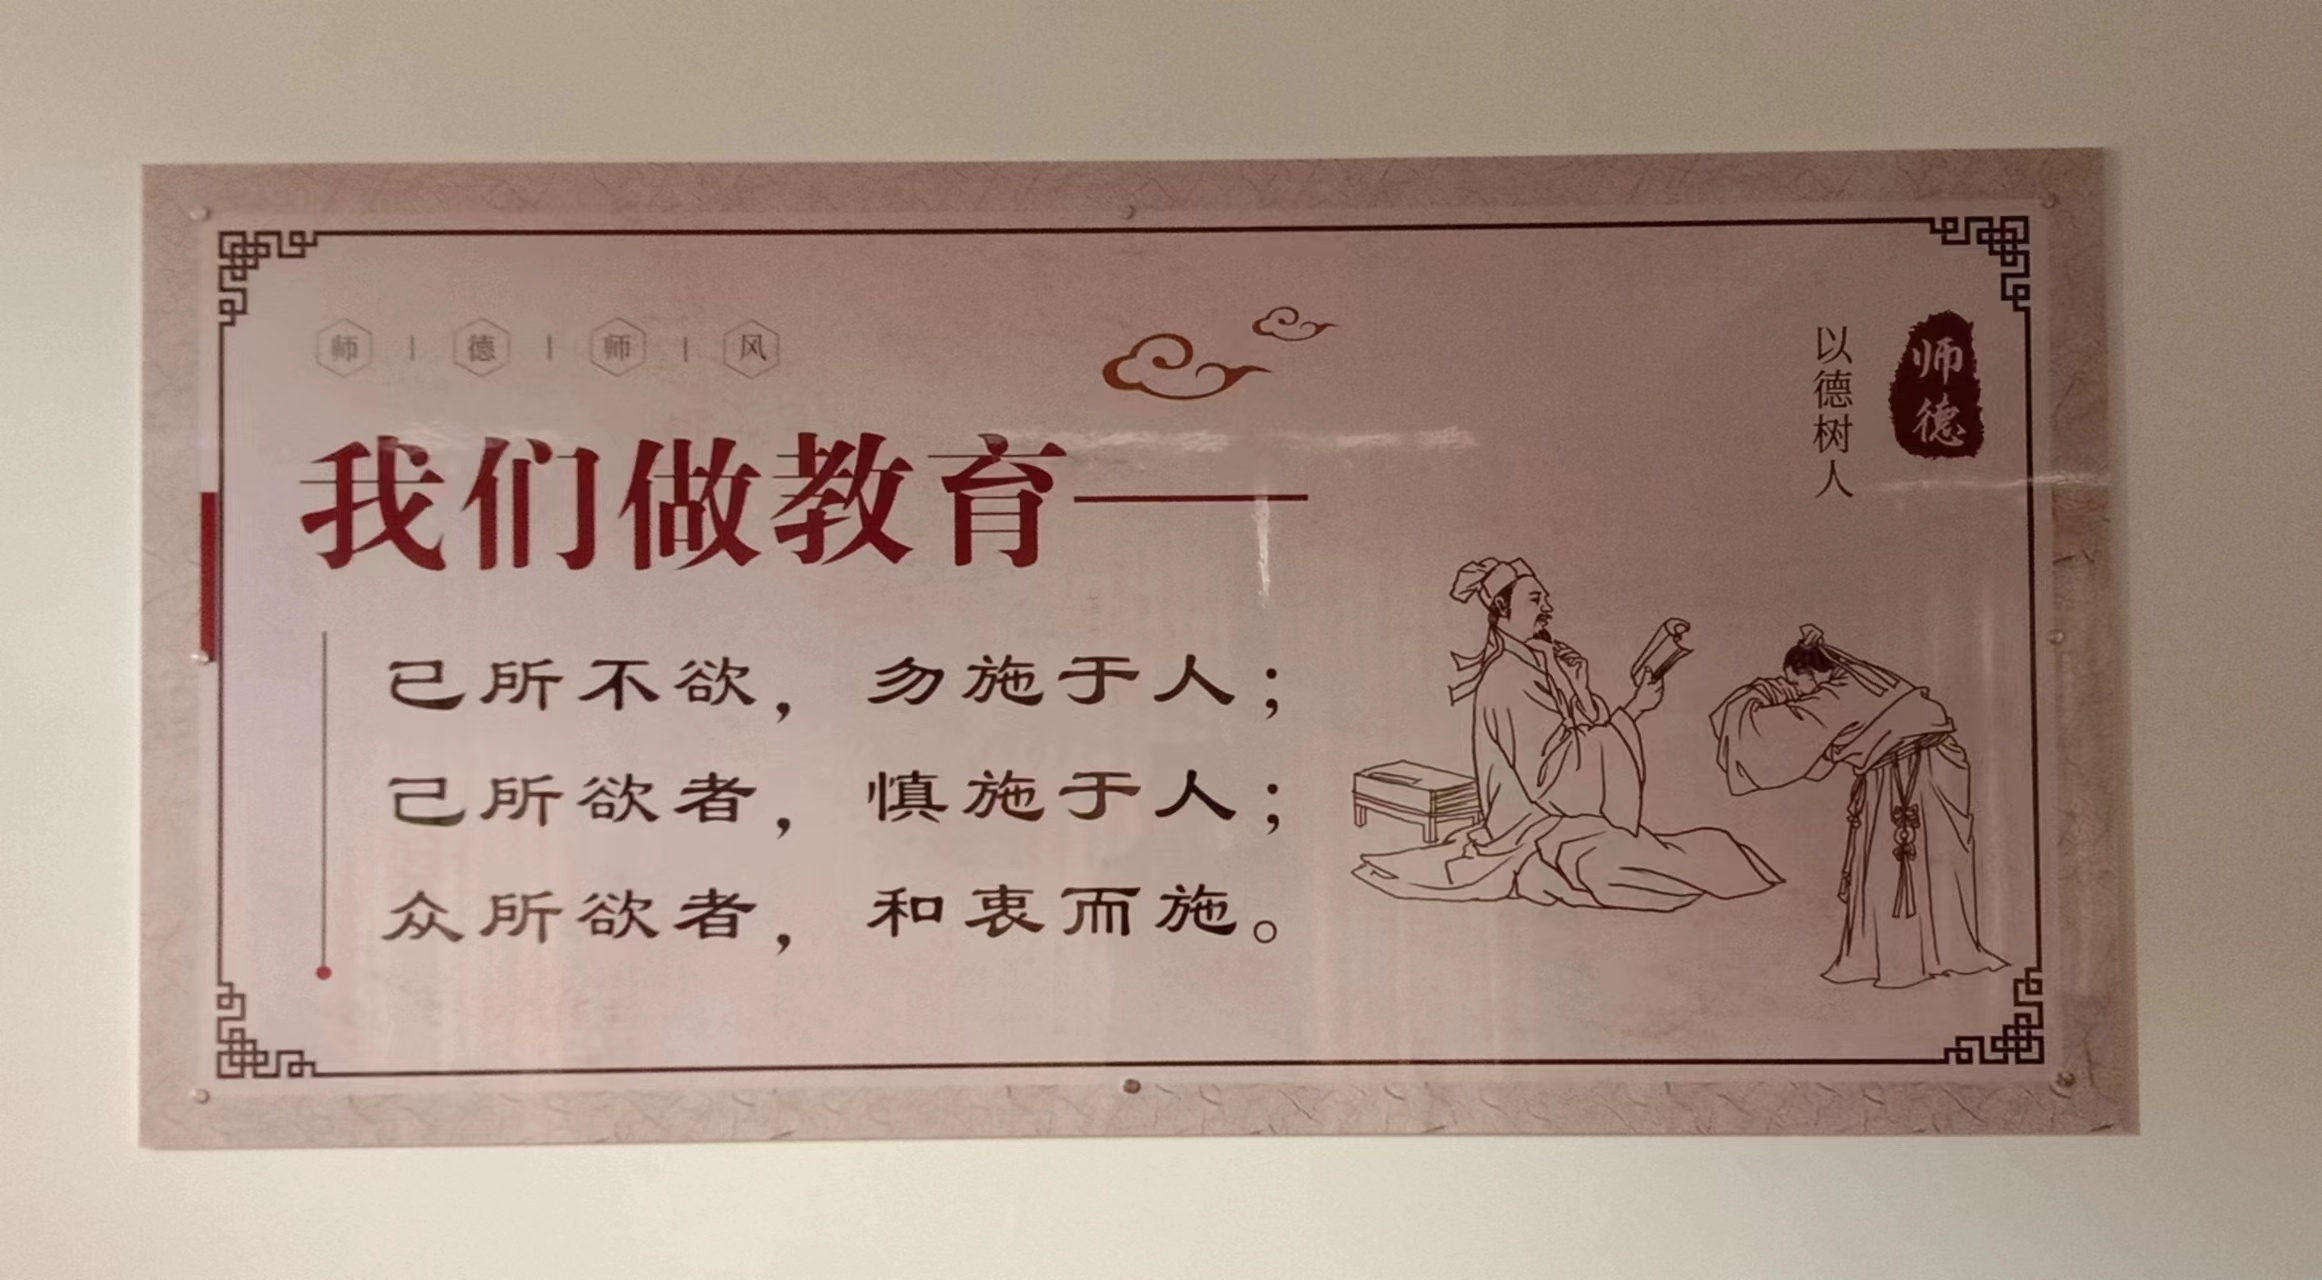 师 | 德 | 师 | 风
我们做教育——
己所不欲，勿施于人；
己所欲者，慎施于人；
众所欲者，和衷而施。
师德
以德树人